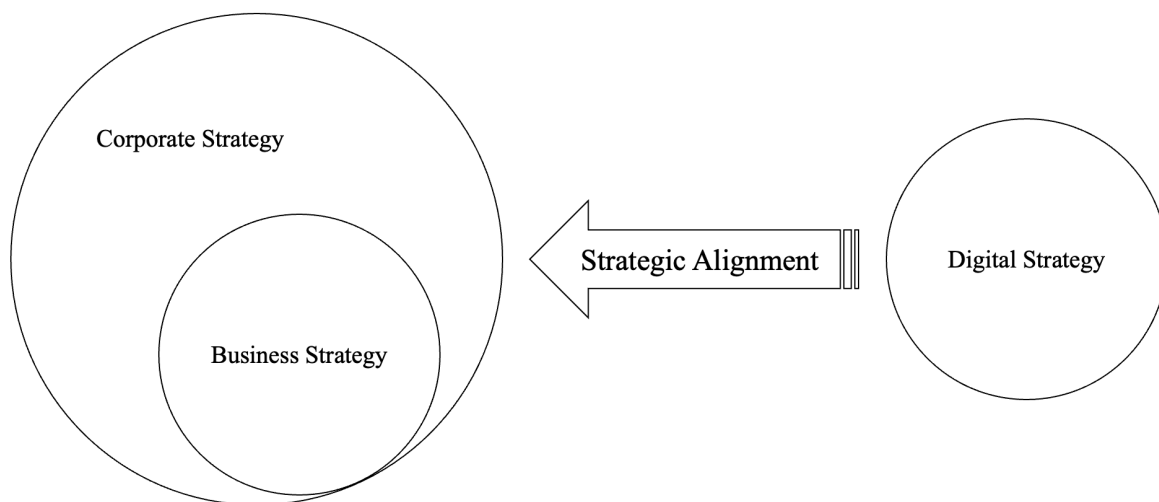 Corporate Strategy
Strategic Alignment
Digital Strategy
Business Strategy